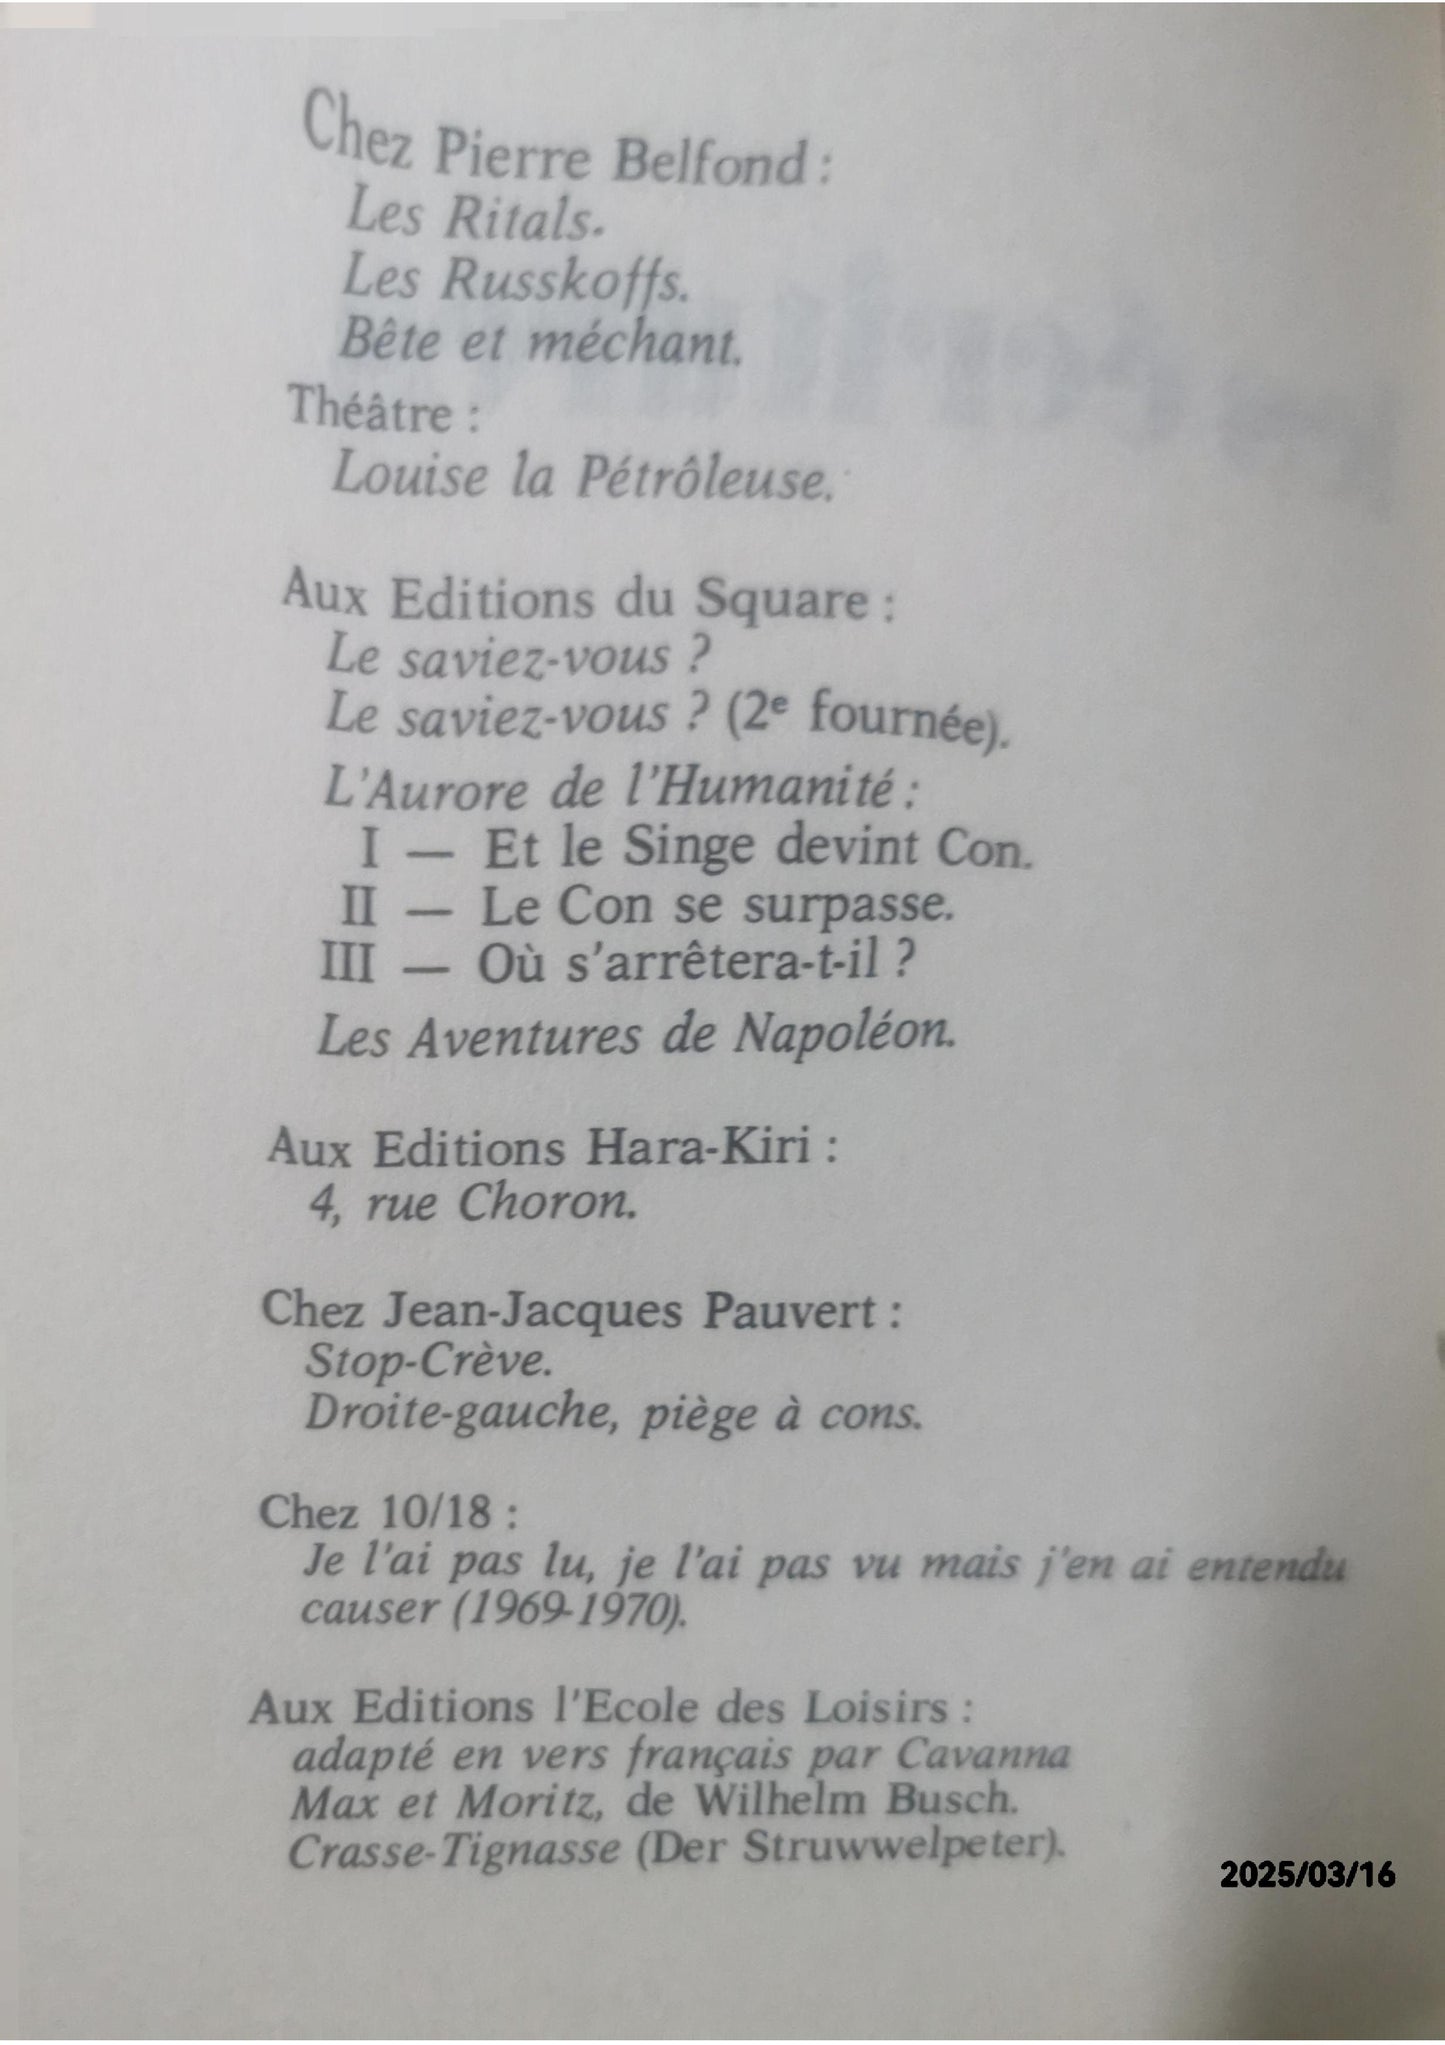 Chez Pierre Belfond :
Les Ritals.
Les Russkoffs.
Bête et méchant.
Théâtre :
Louise la Pétrôleuse.
Aux Editions du Square :
Le saviez-vous ?
Le saviez-vous ? (2e fournée).
L'Aurore de l'Humanité :
I — Et le Singe devint Con.
II — Le Con se surpasse.
III — Où s'arrêtera-t-il ?
Les Aventures de Napoléon.
Aux Editions Hara-Kiri :
4, rue Choron.
Chez Jean-Jacques Pauvert :
Stop-Crève.
Droite-gauche, piège à cons.
Chez 10/18 :
Je l'ai pas lu, je l'ai pas vu mais j'en ai entendu
causer (1969-1970).
Aux Editions l'Ecole des Loisirs :
adapté en vers français par Cavanna
Max et Moritz, de Wilhelm Busch.
Crasse-Tignasse (Der Struwwelpeter).
2025/03/16